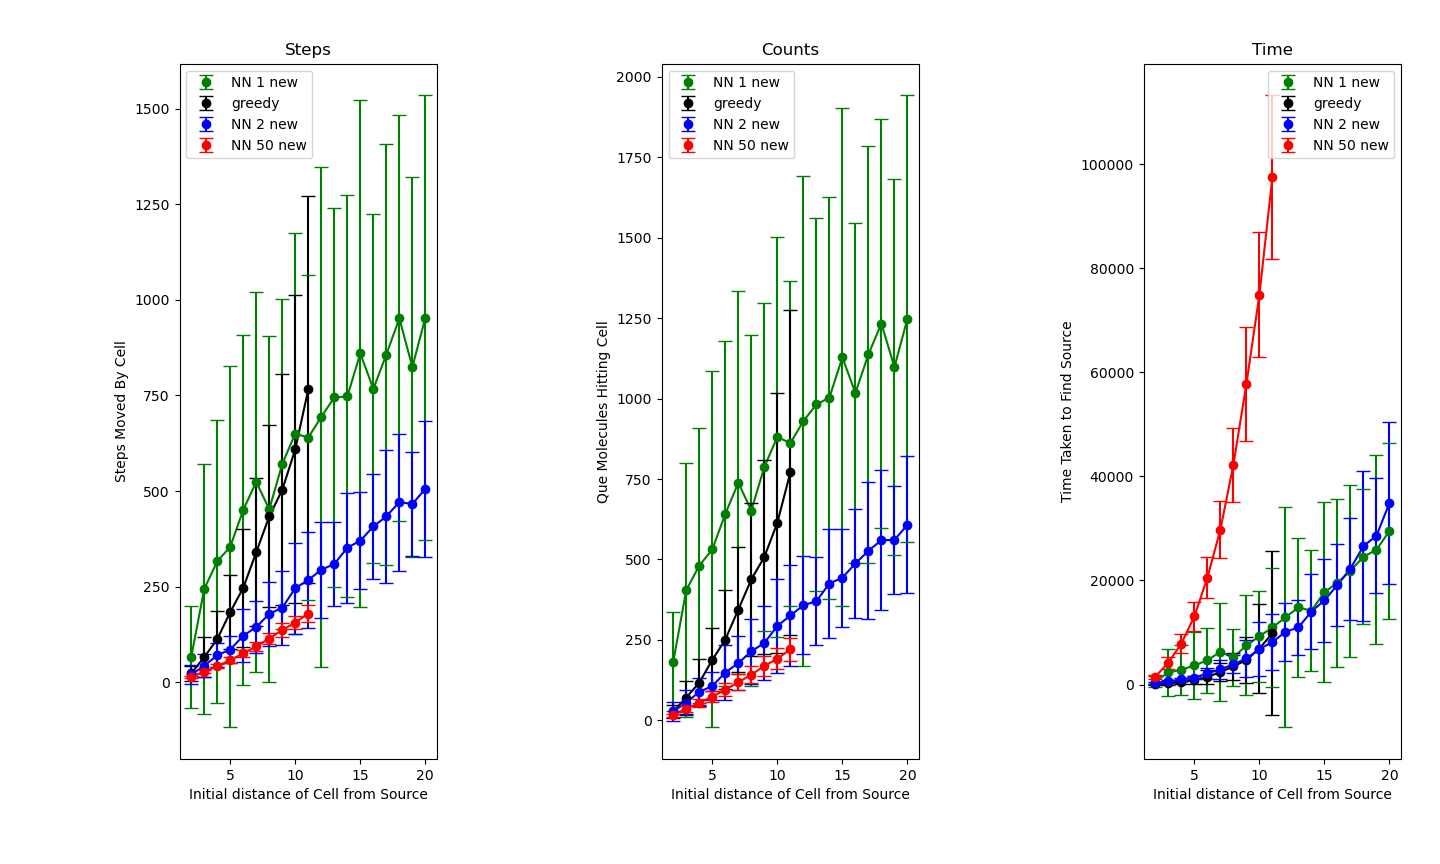 Steps
Steps Moved By Cell
1500
1250
1000
750
500
250
0
NN 1 new
greedy
NN 2 new
NN 50 new
5 10 15 20
Initial distance of Cell from Source
Counts
Que Molecules Hitting Cell
2000
1750
1500
1250
1000
750
500
250
0
NN 1 new
greedy
NN 2 new
NN 50 new
5 10 15 20
Initial distance of Cell from Source
Time
Time Taken to Find Source
100000
80000
60000
40000
20000
0
NN 1 new
greedy
NN 2 new
NN 50 new
5 10 15 20
Initial distance of Cell from Source